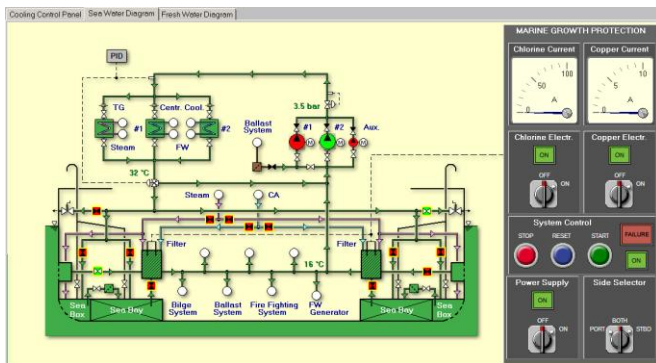 Cooling Control Panel Sea Water Diagram Fresh Water Diagram
PID
TG
Centr. Cool.
#1
#2
Steam
FW
3.5 bar
Ballast
System
#1
#2
Aux.
M
M
M
32 °C
Steam
CA
Filter
Filter
16 °C
Sea
Box
Sea Bay
Bilge
System
Ballast
System
Fire Fighting
System
FW
Generator
Sea Bay
Sea
Box
MARINE GROWTH PROTECTION
Chlorine Current
Copper Current
0
50
100
A
0
5
10
A
Chlorine Electr.
Copper Electr.
ON
ON
OFF
ON
OFF
ON
System Control
STOP
RESET
START
FAILURE
ON
Power Supply
Side Selector
ON
OFF
ON
BOTH
PORT
STBD